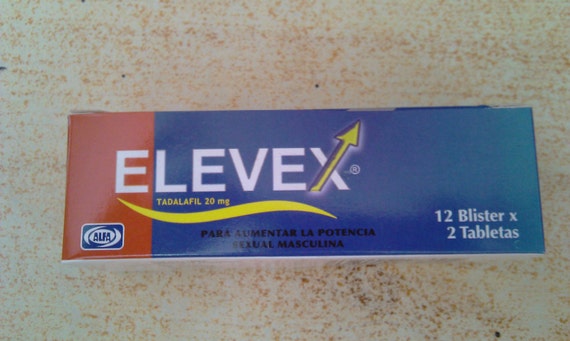 ELEVEX®
TADALAFIL 20 mg
PARA AUMENTAR LA POTENCIA
SEXUAL MASCULINA
ALFA
12 Blister x
2 Tabletas